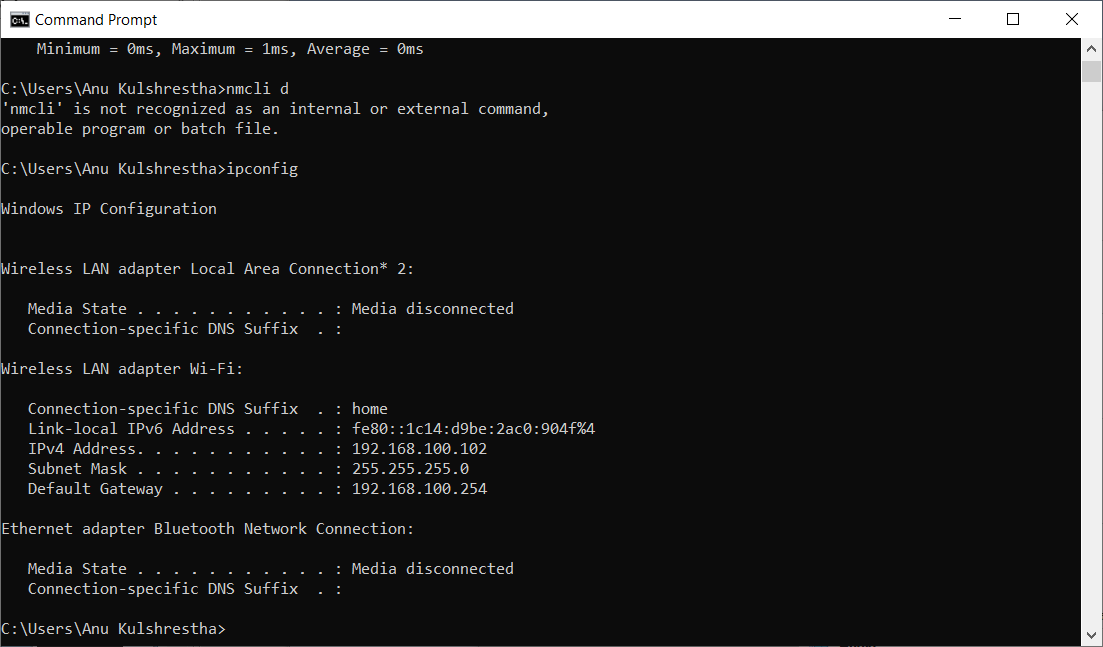 Command Prompt
Minimum = 0ms, Maximum = 1ms, Average = 0ms
C:\Users\Anu Kulshrestha>nmcli d
'nmcli' is not recognized as an internal or external command,
operable program or batch file.
C:\Users\Anu Kulshrestha>ipconfig
Windows IP Configuration
Wireless LAN adapter Local Area Connection* 2:
Media State . . . . . . . . . . . : Media disconnected
Connection-specific DNS Suffix  . :
Wireless LAN adapter Wi-Fi:
Connection-specific DNS Suffix  . : home
Link-local IPv6 Address . . . . . : fe80::1c14:d9be:2ac0:904f%4
IPv4 Address. . . . . . . . . . . : 192.168.100.102
Subnet Mask . . . . . . . . . . . : 255.255.255.0
Default Gateway . . . . . . . . . : 192.168.100.254
Ethernet adapter Bluetooth Network Connection:
Media State . . . . . . . . . . . : Media disconnected
Connection-specific DNS Suffix  . :
C:\Users\Anu Kulshrestha>